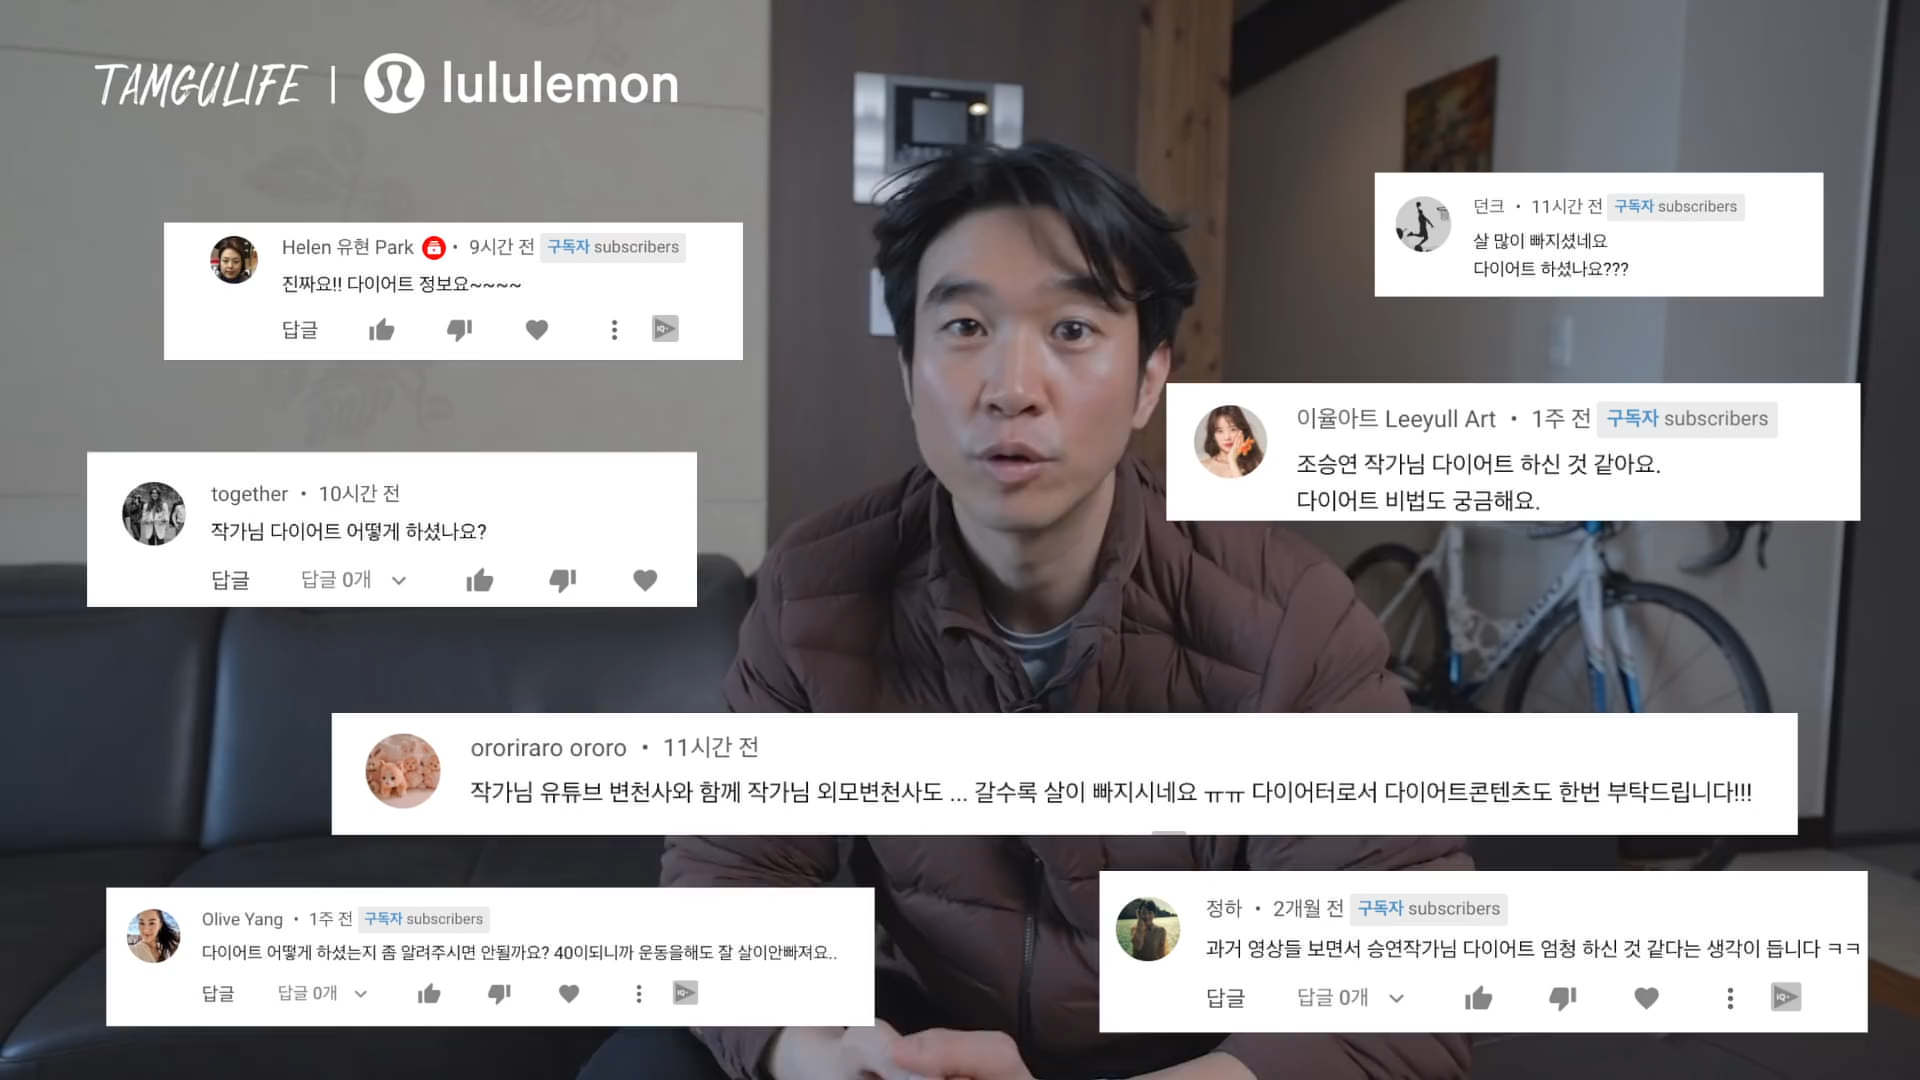 TAMGULIFE | lululemon
Helen 유현 Park • 9시간 전 구독자 subscribers
진짜요!! 다이어트 정보요~~~~
답글
IQ
던크 • 11시간 전 구독자 subscribers
살 많이 빠지셨네요
다이어트 하셨나요???
이율아트 Leeyull Art • 1주 전 구독자 subscribers
조승연 작가님 다이어트 하신 것 같아요.
다이어트 비법도 궁금해요.
together • 10시간 전
작가님 다이어트 어떻게 하셨나요?
답글 답글 0개
ororiraro ororo • 11시간 전
작가님 유튜브 변천사와 함께 작가님 외모변천사도 ... 갈수록 살이 빠지시네요 ㅠㅠ 다이어터로서 다이어트콘텐츠도 한번 부탁드립니다!!!
Olive Yang • 1주 전 구독자 subscribers
다이어트 어떻게 하셨는지 좀 알려주시면 안될까요? 40이되니까 운동을해도 잘 살이안빠져요..
답글 답글 0개
IQ
정하 • 2개월 전 구독자 subscribers
과거 영상들 보면서 승연작가님 다이어트 엄청 하신 것 같다는 생각이 듭니다 ㅋㅋ
답글 답글 0개
IQ